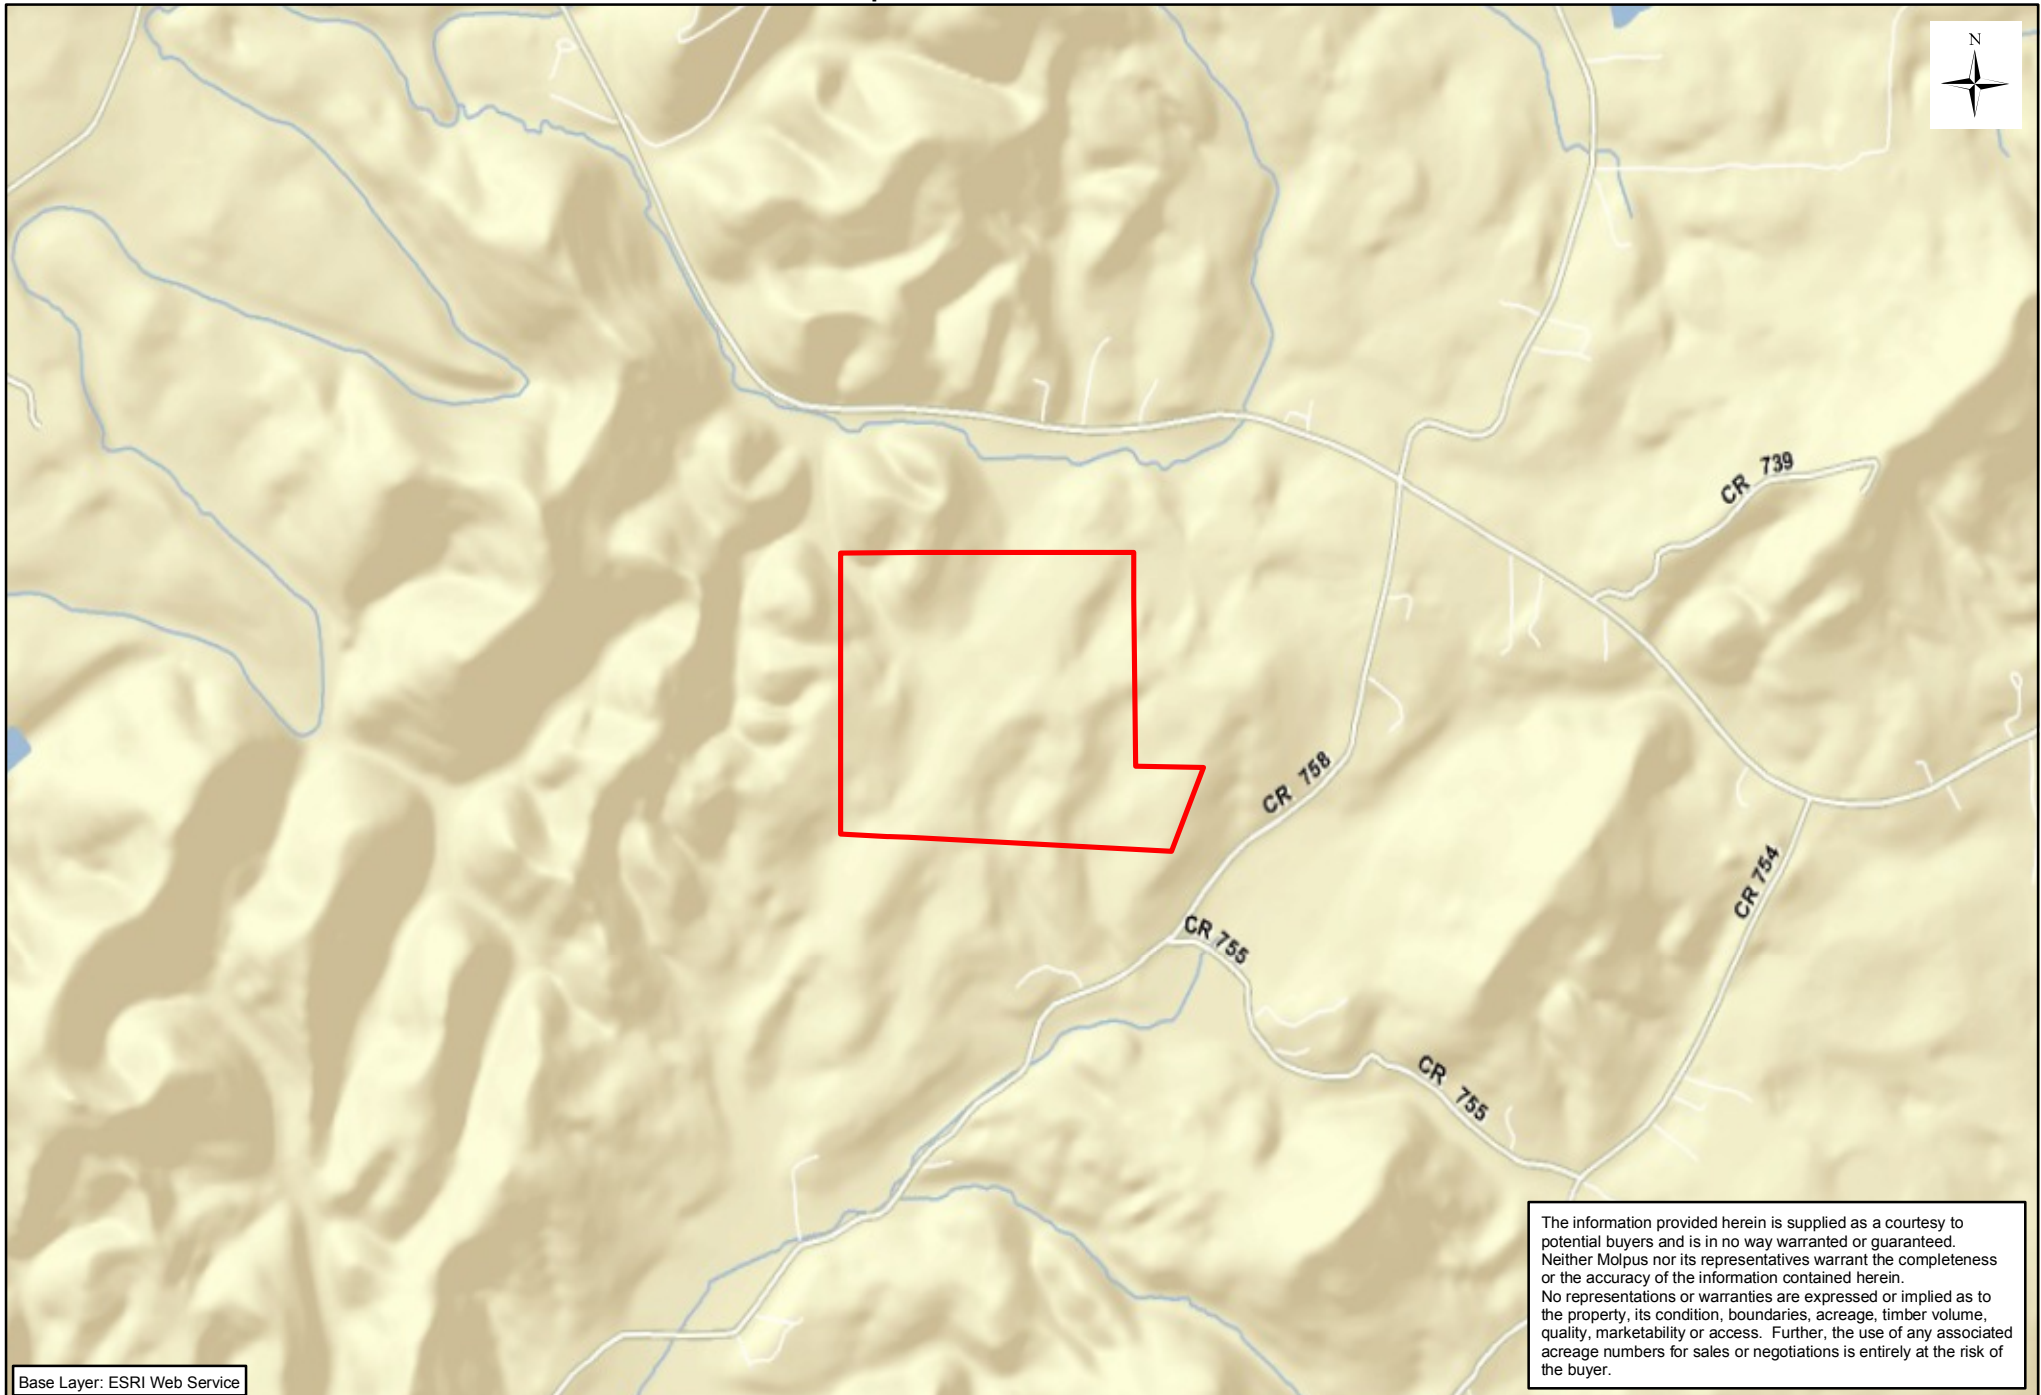 N
CR 739
CR 758
CR 754
CR 755
CR 755
The information provided herein is supplied as a courtesy to
potential buyers and is in no way warranted or guaranteed.
Neither Molpus nor its representatives warrant the completeness
or the accuracy of the information contained herein.
No representations or warranties are expressed or implied as to
the property, its condition, boundaries, acreage, timber volume,
quality, marketability or access. Further, the use of any associated
acreage numbers for sales or negotiations is entirely at the risk of
the buyer.
Base Layer: ESRI Web Service